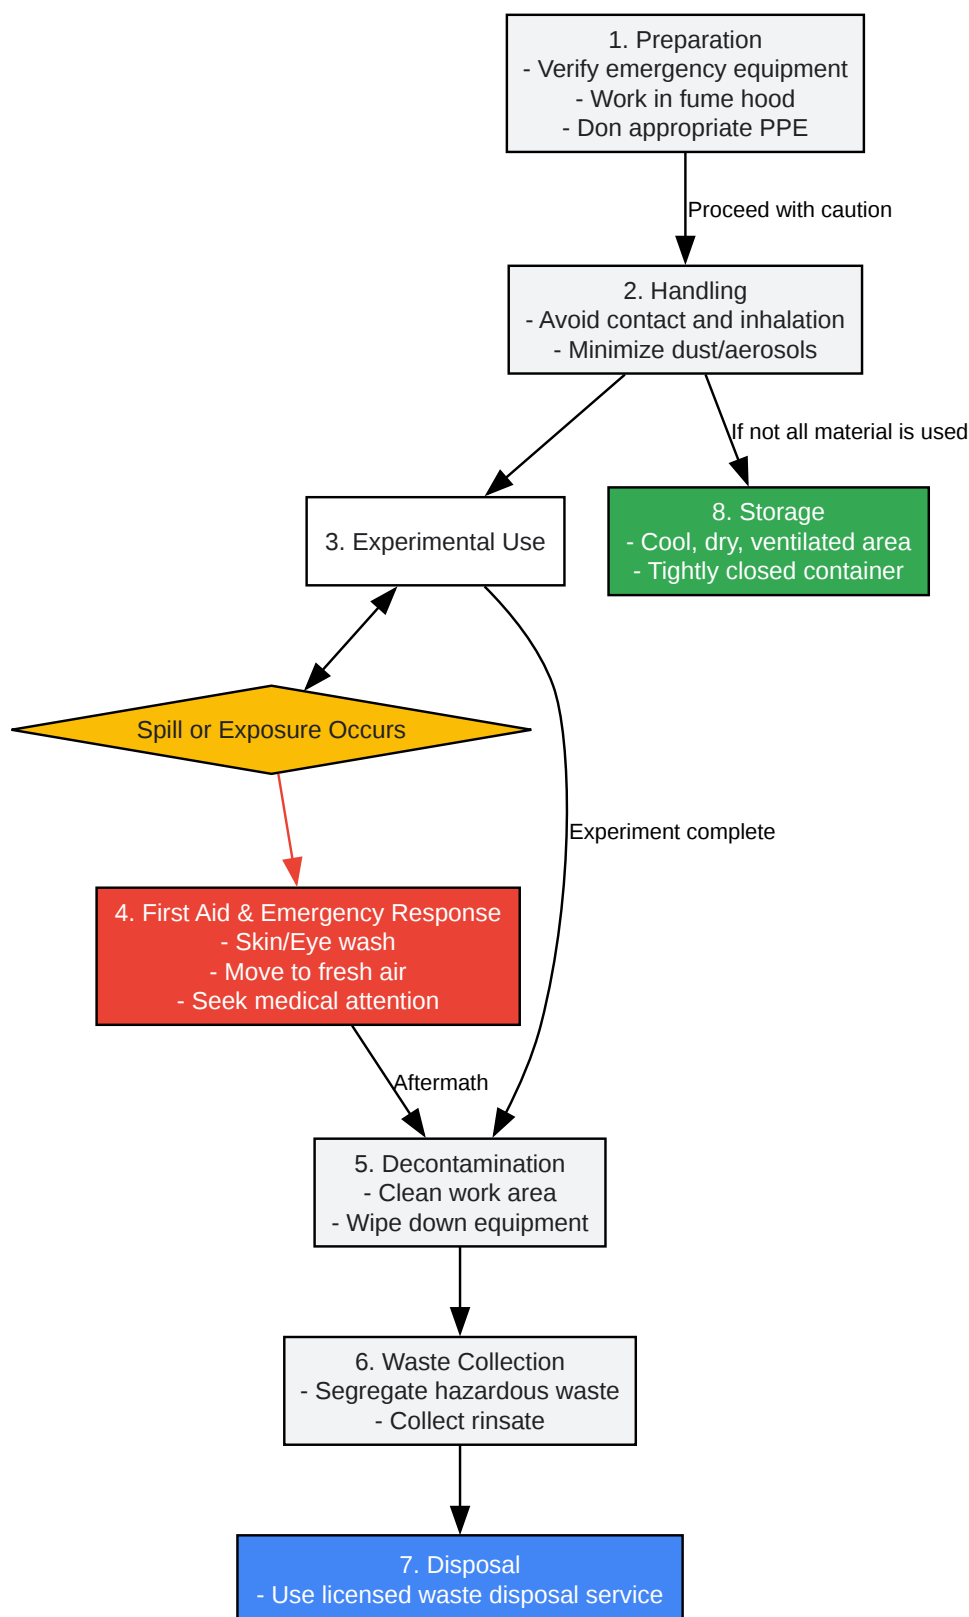 1. Preparation
- Verify emergency equipment
- Work in fume hood
- Don appropriate PPE
Proceed with caution
2. Handling
- Avoid contact and inhalation
- Minimize dust/aerosols
If not all material is used
3. Experimental Use
8. Storage
- Cool, dry, ventilated area
- Tightly closed container
Spill or Exposure Occurs
Experiment complete
4. First Aid & Emergency Response
- Skin/Eye wash
- Move to fresh air
- Seek medical attention
Aftermath
5. Decontamination
- Clean work area
- Wipe down equipment
6. Waste Collection
- Segregate hazardous waste
- Collect rinsate
7. Disposal
- Use licensed waste disposal service